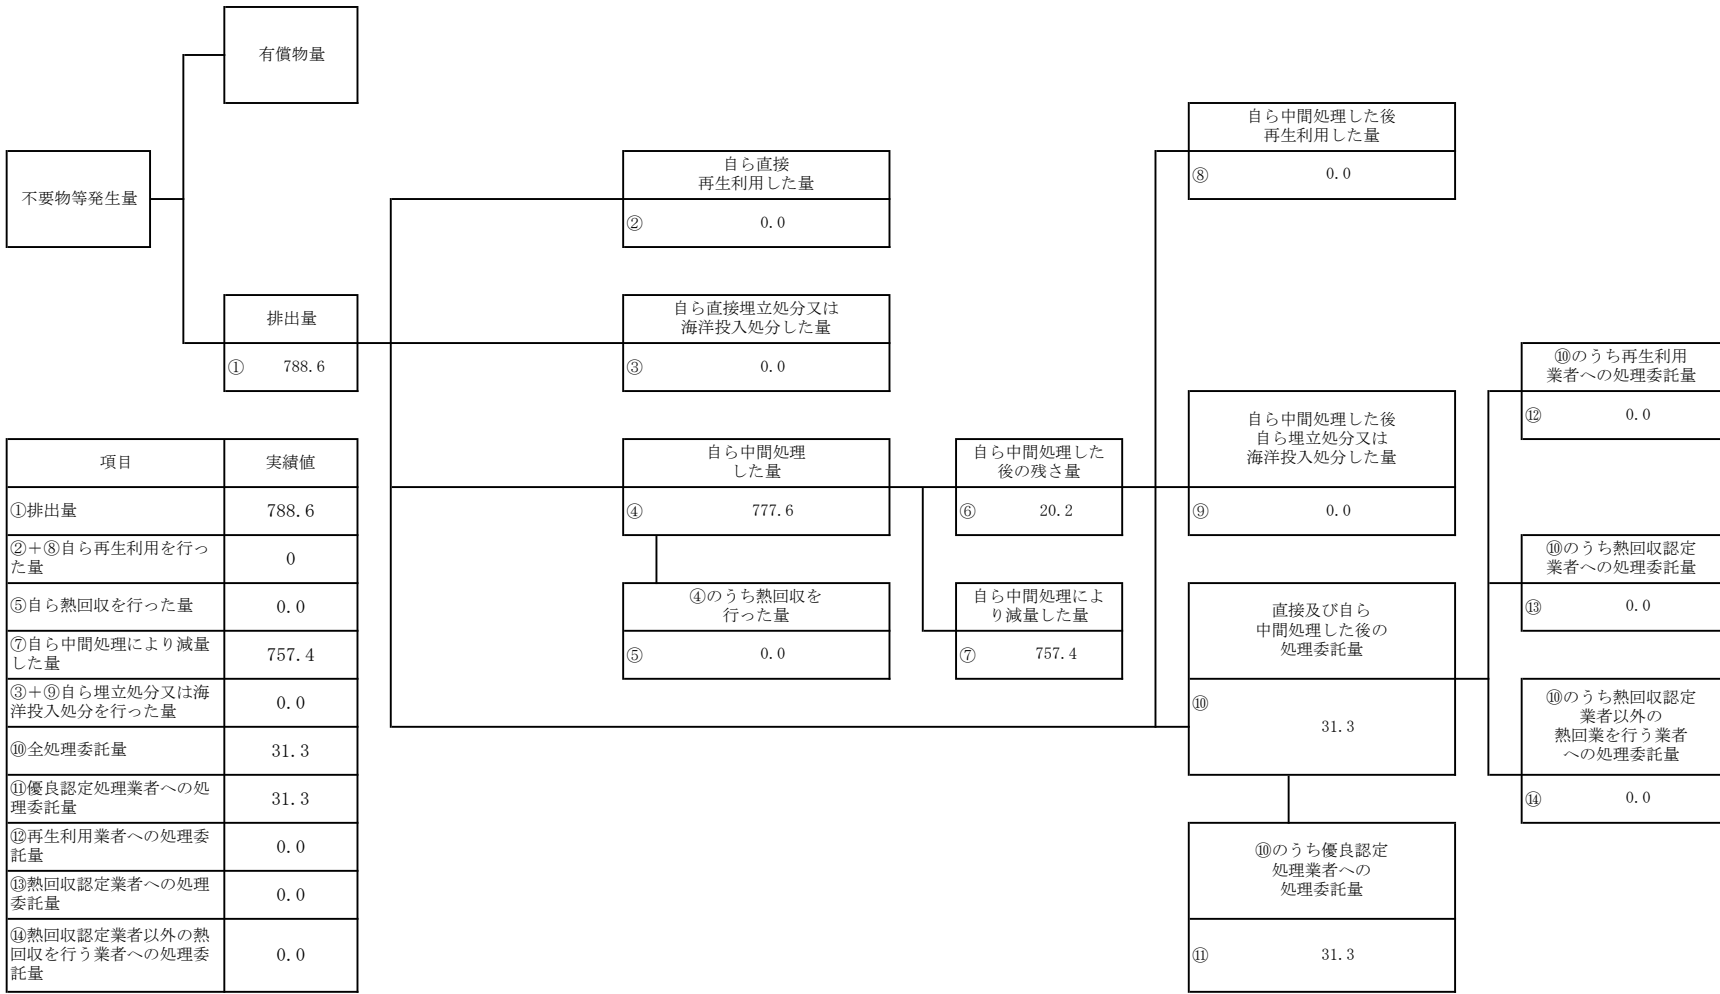 有償物量
不要物等発生量
排出量
① 788.6
自ら直接
再生利用した量
② 0.0
自ら直接埋立処分又は
海洋投入処分した量
③ 0.0
自ら中間処理
した量
④ 777.6
④のうち熱回収を
行った量
⑤ 0.0
自ら中間処理した
後の残さ量
⑥ 20.2
自ら中間処理によ
り減量した量
⑦ 757.4
自ら中間処理した後
再生利用した量
⑧ 0.0
自ら中間処理した後
自ら埋立処分又は
海洋投入処分した量
⑨ 0.0
直接及び自ら
中間処理した後の
処理委託量
⑩ 31.3
⑩のうち優良認定
処理業者への
処理委託量
⑪ 31.3
⑩のうち再生利用
業者への処理委託量
⑫ 0.0
⑩のうち熱回収認定
業者への処理委託量
⑬ 0.0
⑩のうち熱回収認定
業者以外の
熱回業を行う業者
への処理委託量
⑭ 0.0
項目 実績値
①排出量 788.6
②+⑧自ら再生利用を行っ
た量 0
⑤自ら熱回収を行った量 0.0
⑦自ら中間処理により減量
した量 757.4
③+⑨自ら埋立処分又は海
洋投入処分を行った量 0.0
⑩全処理委託量 31.3
⑪優良認定処理業者への処
理委託量 31.3
⑫再生利用業者への処理委
託量 0.0
⑬熱回収認定業者への処理
委託量 0.0
⑭熱回収認定業者以外の熱
回収を行う業者への処理委
託量 0.0